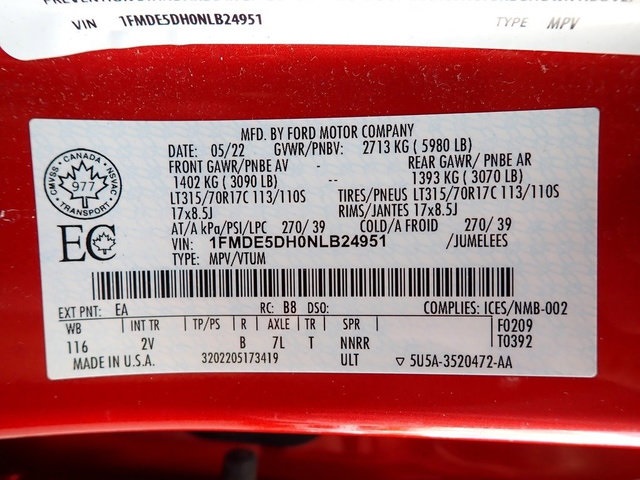 VIN 1FMDE5DH0NLB24951 TYPE MPV
MFD. BY FORD MOTOR COMPANY
DATE: 05/22 GVWR/PNBV: 2713 KG ( 5980 LB)
FRONT GAWR/PNBE AV - REAR GAWR/ PNBE AR
1402 KG ( 3090 LB) -- 1393 KG ( 3070 LB)
LT315/70R17C 113/110S TIRES/PNEUS LT315/70R17C 113/110S
17x8.5J RIMS/JANTES 17x8.5J
AT/A kPa/PSI/LPC 270/ 39 COLD/A FROID 270/ 39
VIN: 1FMDE5DH0NLB24951 /JUMELEES
TYPE: MPV/VTUM
CMVSS CANADA NSVAC
977
TRANSPORT
EC
EXT PNT: EA RC: B8 DSO: COMPLIES: ICES/NMB-002
WB INT TR TP/PS R AXLE TR SPR F0209
116 2V B 7L T NNRR T0392
MADE IN U.S.A. 3202205173419 ULT ▽ 5U5A-3520472-AA